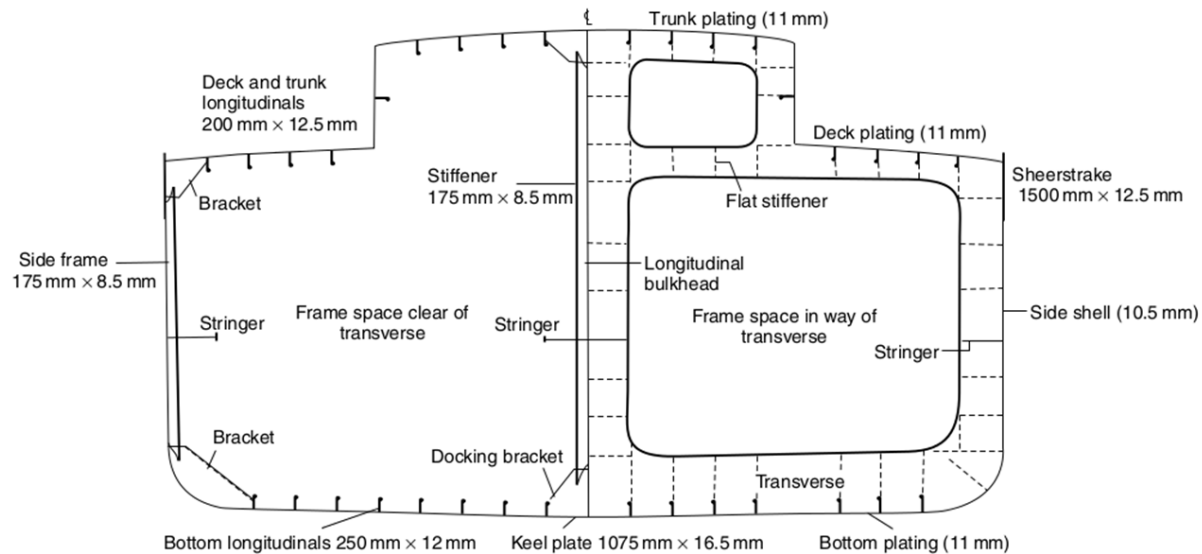 ℄
Trunk plating (11 mm)
Deck and trunk
longitudinals
200 mm × 12.5 mm
Deck plating (11 mm)
Stiffener
175 mm × 8.5 mm
Sheerstrake
1500 mm × 12.5 mm
Bracket
Flat stiffener
Side frame
175 mm × 8.5 mm
Longitudinal
bulkhead
Stringer
Frame space clear of
transverse
Stringer
Frame space in way of
transverse
Side shell (10.5 mm)
Stringer
Bracket
Docking bracket
Transverse
Bottom longitudinals 250 mm × 12 mm
Keel plate 1075 mm × 16.5 mm
Bottom plating (11 mm)